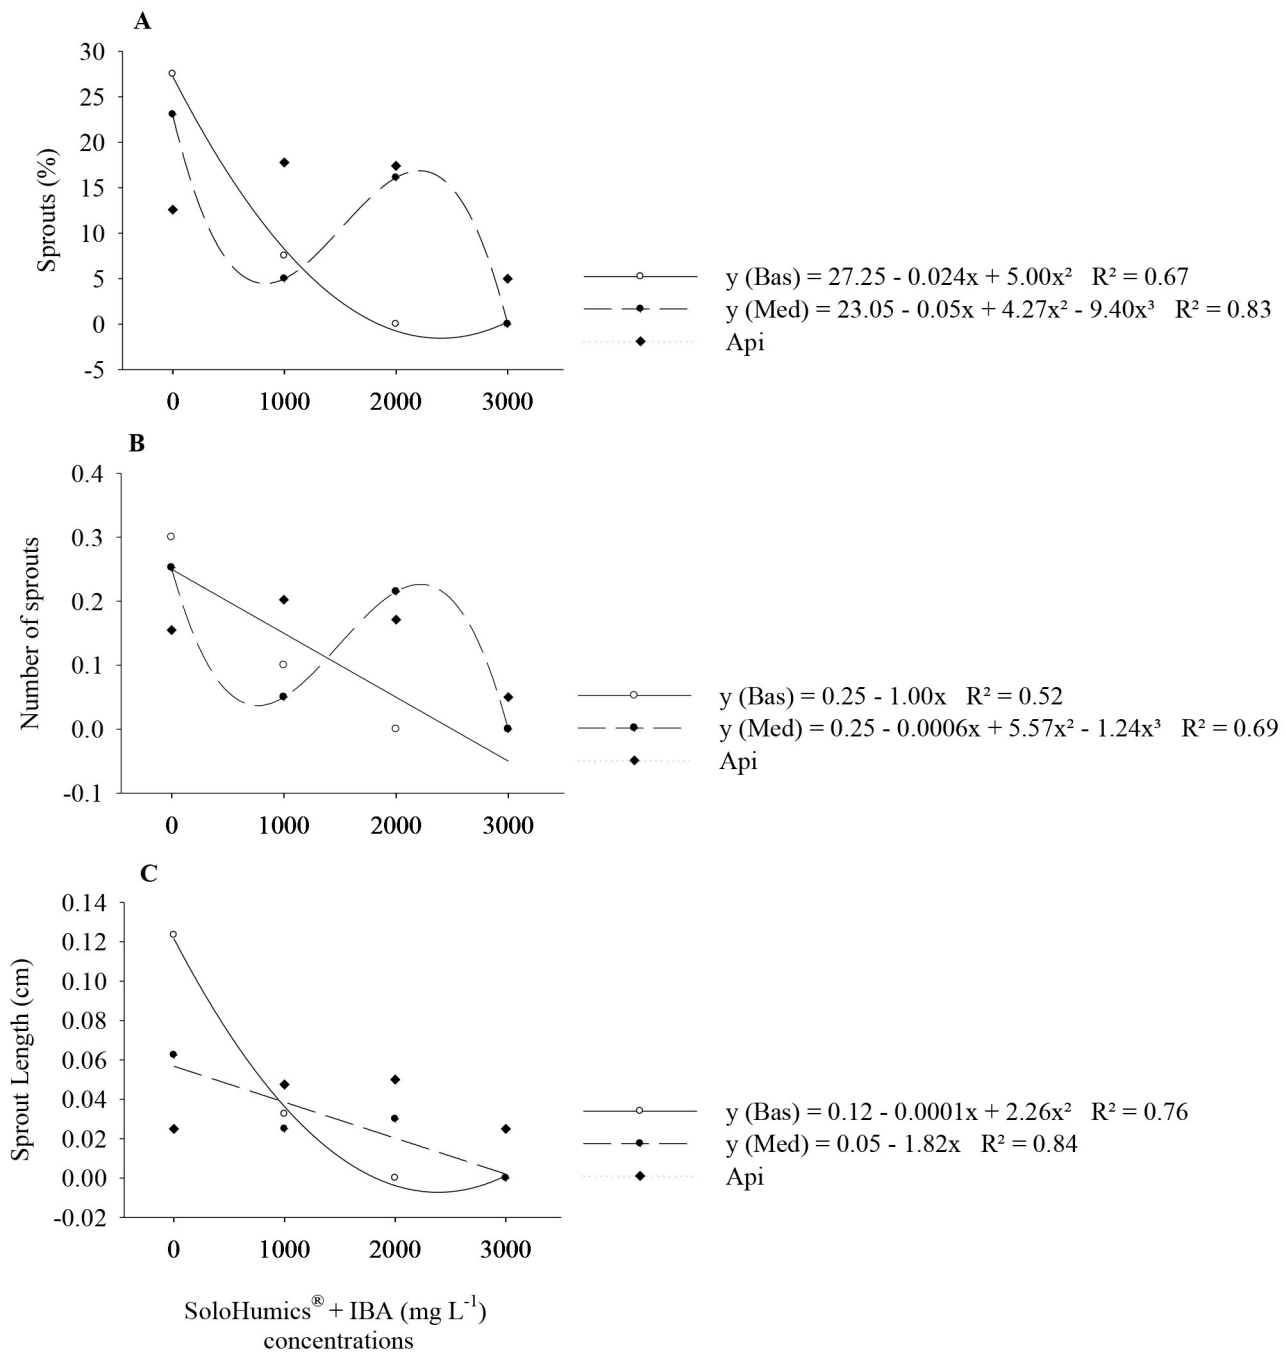 A
30
25
20
15
10
5
0
-5
Sprouts (%)
0 1000 2000 3000
y (Bas) = 27.25 - 0.024x + 5.00x² R² = 0.67
y (Med) = 23.05 - 0.05x + 4.27x² - 9.40x³ R² = 0.83
Api
B
0.4
0.3
0.2
0.1
0.0
-0.1
Number of sprouts
0 1000 2000 3000
y (Bas) = 0.25 - 1.00x R² = 0.52
y (Med) = 0.25 - 0.0006x + 5.57x² - 1.24x³ R² = 0.69
Api
C
0.14
0.12
0.10
0.08
0.06
0.04
0.02
0.00
-0.02
Sprout Length (cm)
0 1000 2000 3000
y (Bas) = 0.12 - 0.0001x + 2.26x² R² = 0.76
y (Med) = 0.05 - 1.82x R² = 0.84
Api
SoloHumics® + IBA (mg L⁻¹)
concentrations